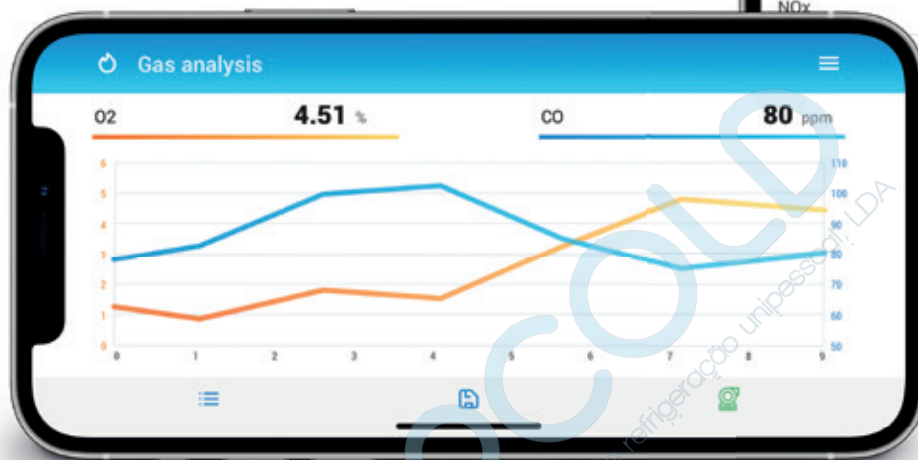 NOx
Gas analysis
O2 4.51 % CO 80 ppm
6 110
5 100
4 90
3 80
2 70
1 60
0 50
0 1 2 3 4 5 6 7 8 9
OCOLD
refrigeração unipessoal, LDA